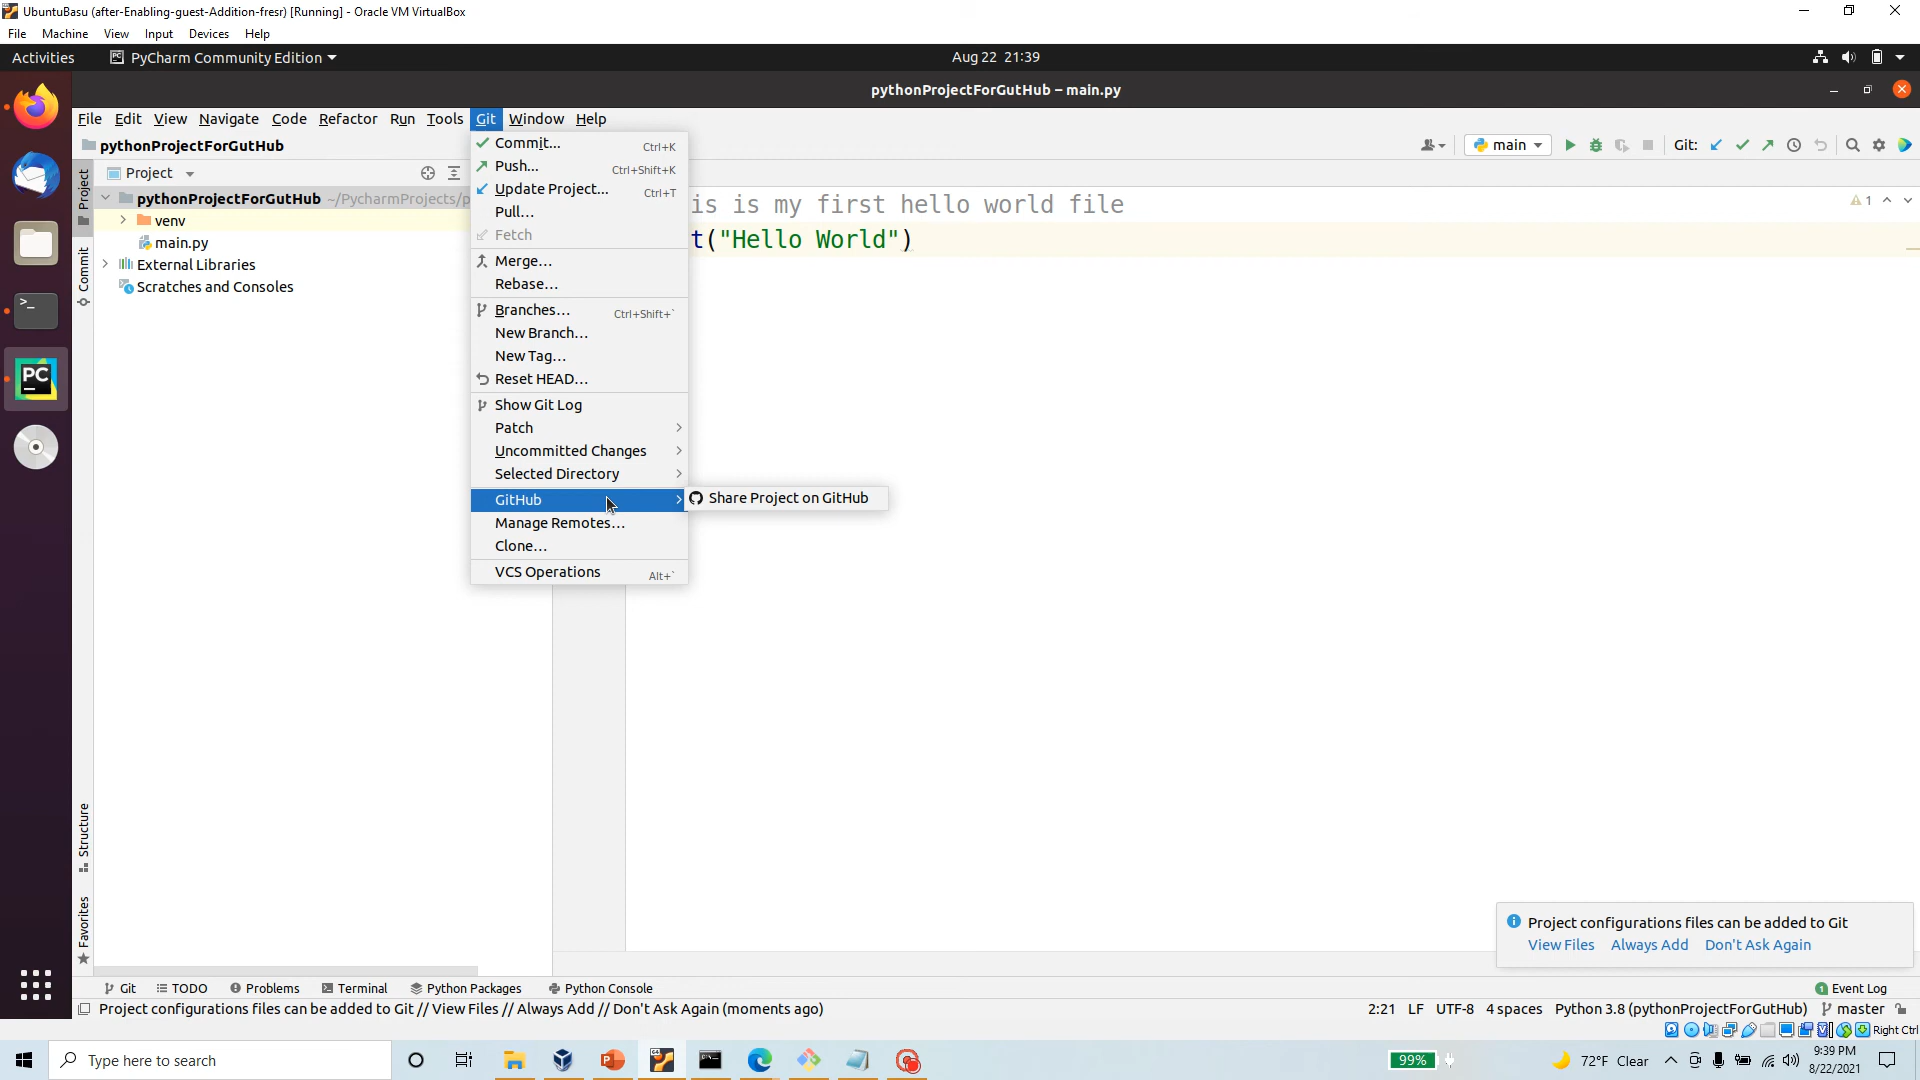 UbuntuBasu (after-Enabling-guest-Addition-fresr) [Running] - Oracle VM VirtualBox
File Machine View Input Devices Help
Activities PyCharm Community Edition Aug 22 21:39
pythonProjectForGutHub – main.py
File Edit View Navigate Code Refactor Run Tools Git Window Help
pythonProjectForGutHub main Git:
Project
pythonProjectForGutHub ~/PycharmProjects/p
venv
main.py
External Libraries
Scratches and Consoles
Project
Commit
Structure
Favorites
Commit... Ctrl+K
Push... Ctrl+Shift+K
Update Project... Ctrl+T
Pull...
Fetch
Merge...
Rebase...
Branches... Ctrl+Shift+`
New Branch...
New Tag...
Reset HEAD...
Show Git Log
Patch
Uncommitted Changes
Selected Directory
GitHub
Share Project on GitHub
Manage Remotes...
Clone...
VCS Operations Alt+`
is is my first hello world file
t("Hello World")
1
Project configurations files can be added to Git
View Files Always Add Don't Ask Again
Git TODO Problems Terminal Python Packages Python Console 1 Event Log
Project configurations files can be added to Git // View Files // Always Add // Don't Ask Again (moments ago) 2:21 LF UTF-8 4 spaces Python 3.8 (pythonProjectForGutHub) master
Right Ctrl
Type here to search 99% 72°F Clear 9:39 PM
8/22/2021